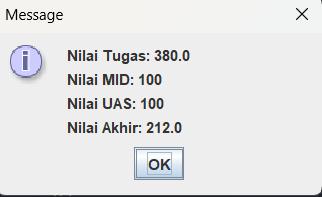 Message
Nilai Tugas: 380.0
Nilai MID: 100
Nilai UAS: 100
Nilai Akhir: 212.0
OK